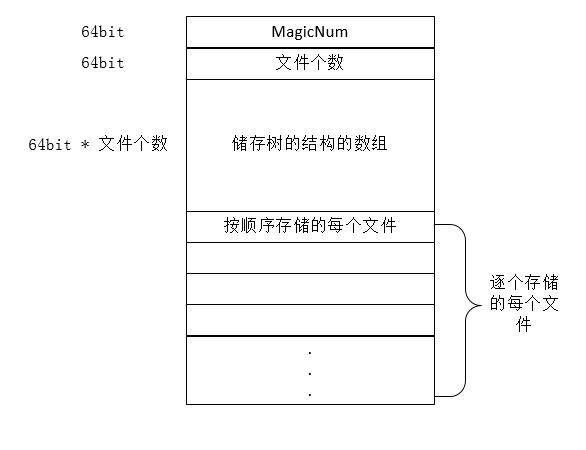 64bit
MagicNum
64bit
文件个数
64bit * 文件个数
储存树的结构的数组
按顺序存储的每个文件
逐个存储
的每个文
件
.
.
.